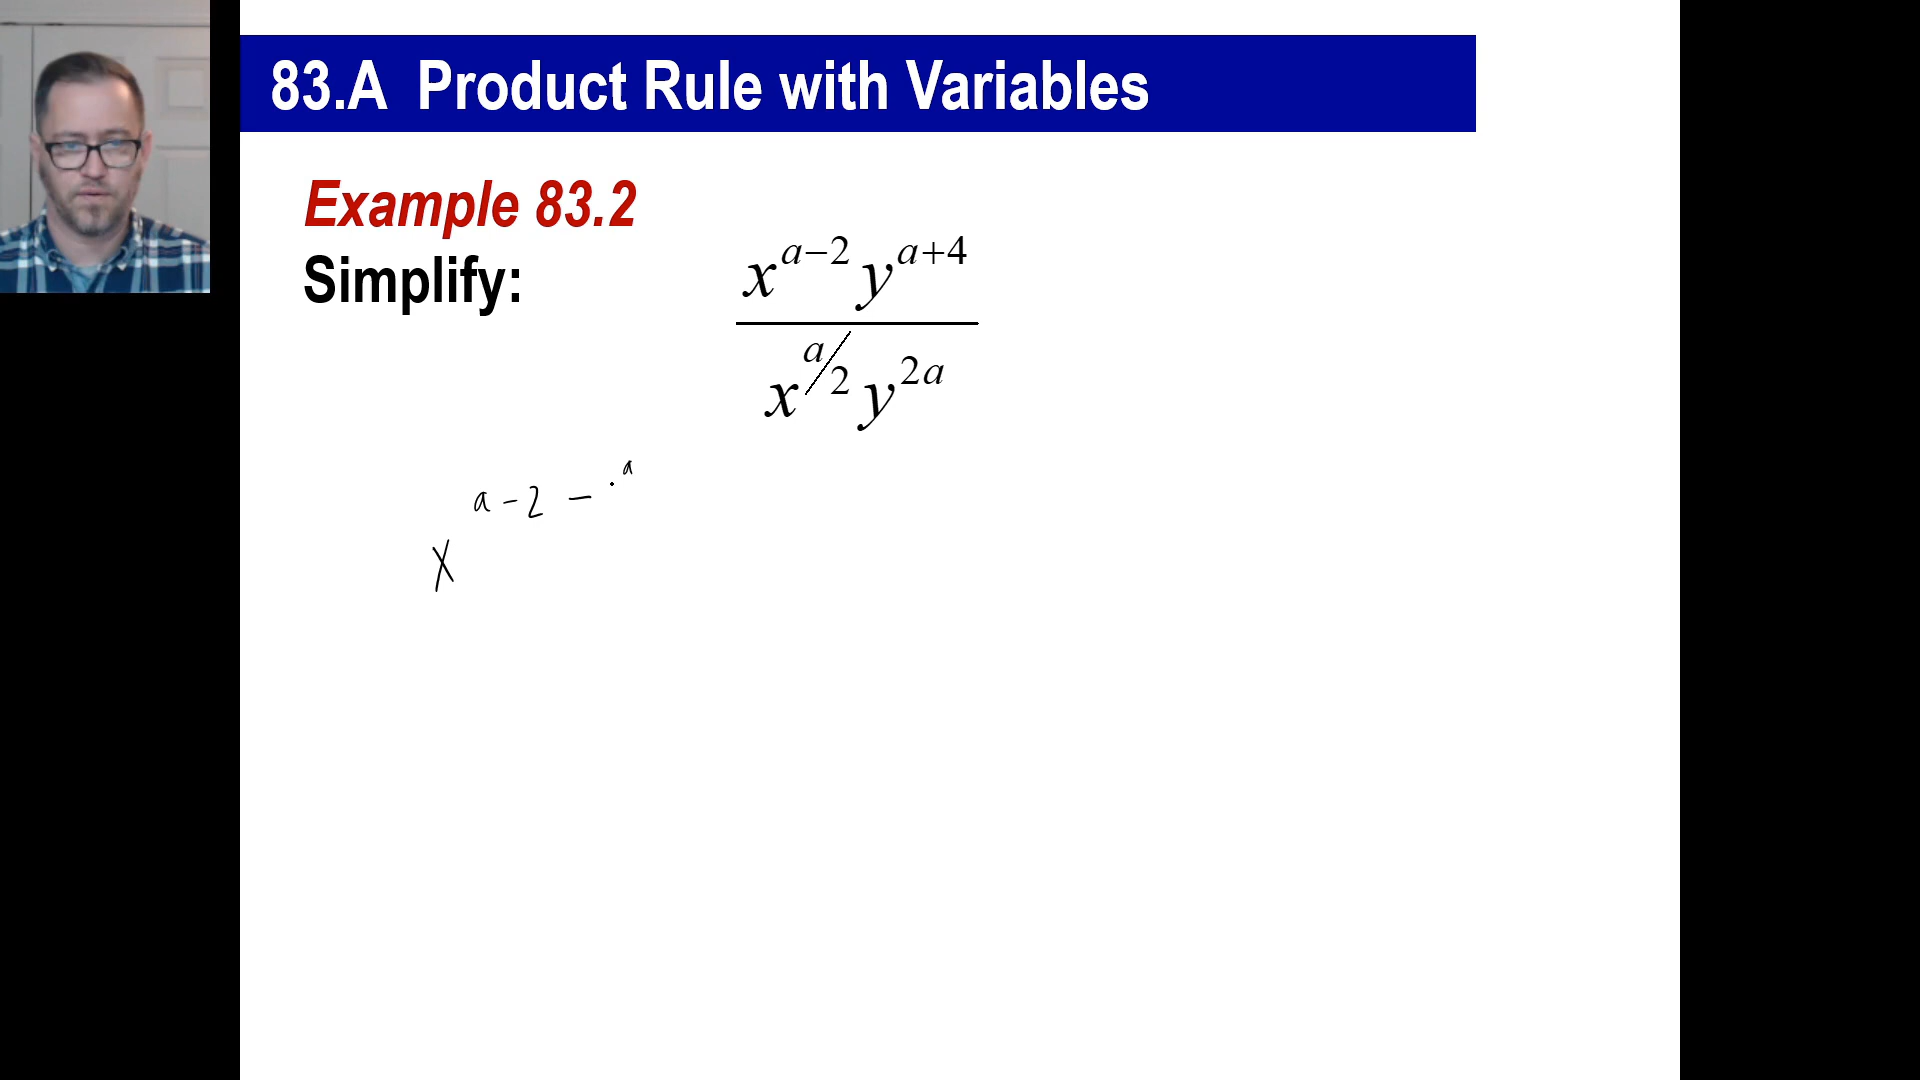 83.A Product Rule with Variables
Example 83.2
Simplify:
x^{a−2} y^{a+4}
x^{a/2} y^{2a}
x^{a-2-a}